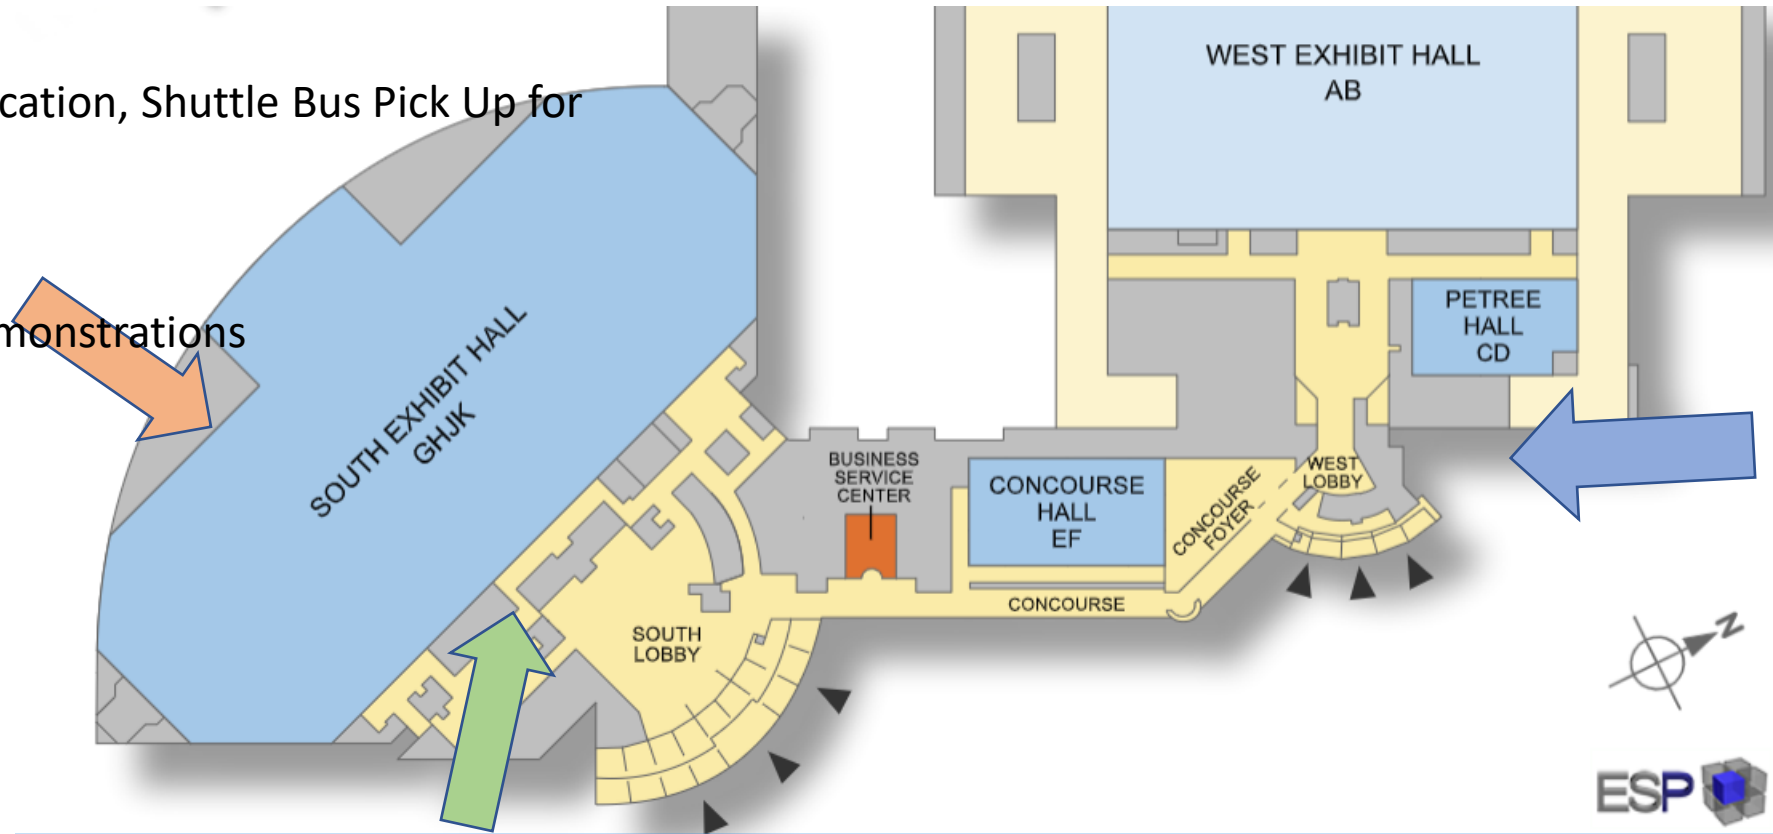 WEST EXHIBIT HALL
AB
cation, Shuttle Bus Pick Up for
monstrations
SOUTH EXHIBIT HALL
GHJK
PETREE
HALL
CD
BUSINESS
SERVICE
CENTER
CONCOURSE
HALL
EF
CONCOURSE
FOYER
WEST
LOBBY
CONCOURSE
SOUTH
LOBBY
N
ESP